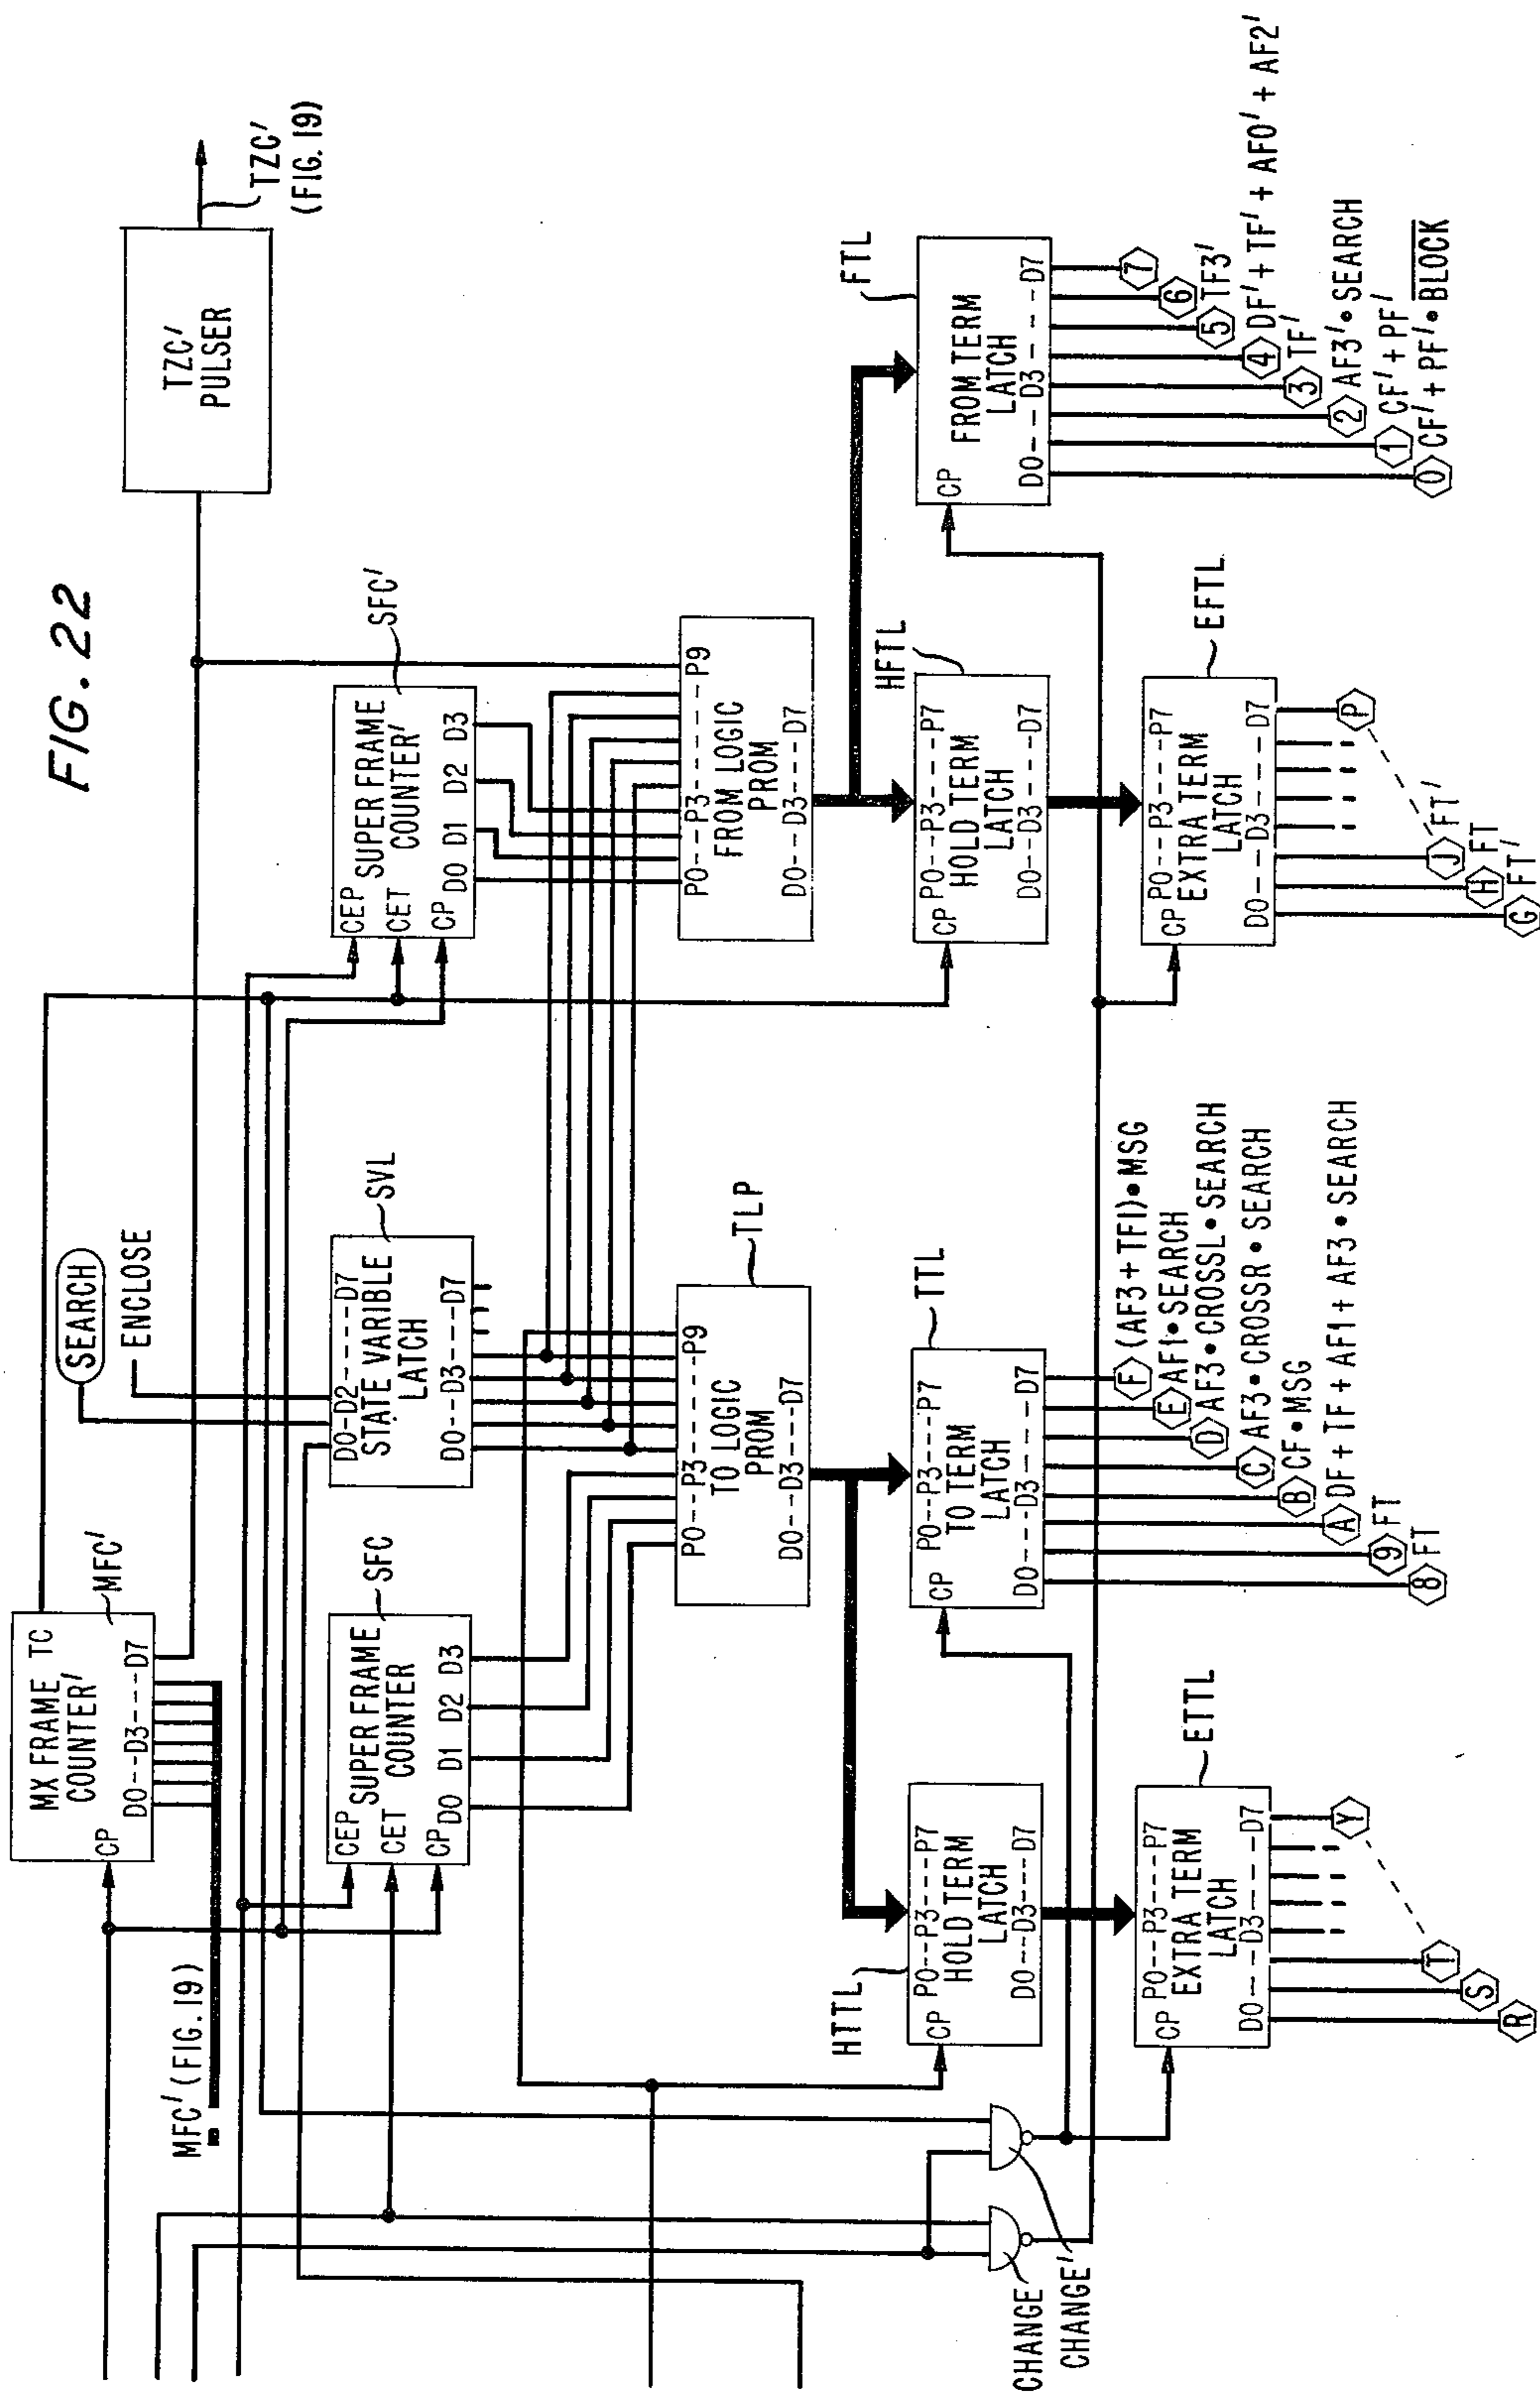 FIG. 22
MX FRAME TC
COUNTER'
CP
D0--D3---D7
MFC'
MFC' (FIG. 19)
TZC'
PULSER
TZC'
(FIG. 19)
SEARCH
ENCLOSE
CEP
SUPER FRAME
CET COUNTER
CP D0 D1 D2 D3
SFC
D0-D2-----D7
STATE VARIBLE
LATCH
D0--D3---D7
SVL
CEP
SUPER FRAME
CET COUNTER'
CP D0 D1 D2 D3
SFC'
P0--P3-----P9
TO LOGIC
PROM
D0---D3---D7
TLP
P0--P3-----P9
FROM LOGIC
PROM
D0---D3---D7
HTTL
CP P0--P3---P7
HOLD TERM
LATCH
D0--D3---D7
CP P0--P3---P7
TO TERM
LATCH
D0---D3---D7
TTL
CP P0--P3---P7
HOLD TERM
LATCH
D0--D3---D7
HFTL
CP
FROM TERM
LATCH
D0--D3---D7
FTL
CP P0--P3---P7
EXTRA TERM
LATCH
D0---D3---D7
ETTL
CP P0--P3---P7
EXTRA TERM
LATCH
D0---D3---D7
EFTL
CHANGE
CHANGE'
F (AF3+TF1)•MSG
E AF1•SEARCH
D AF3•CROSSL•SEARCH
C AF3•CROSSR•SEARCH
B CF•MSG
A DF+TF+AF1+AF3•SEARCH
9 FT
8 FT
7
6
5 TF3'
4 DF'+TF'+AF0'+AF2'
3 TF'
2 AF3'•SEARCH
1 CF'+PF'
0 CF'+PF'•BLOCK
Y
T
S
R
P
J FT'
H FT
G FT'